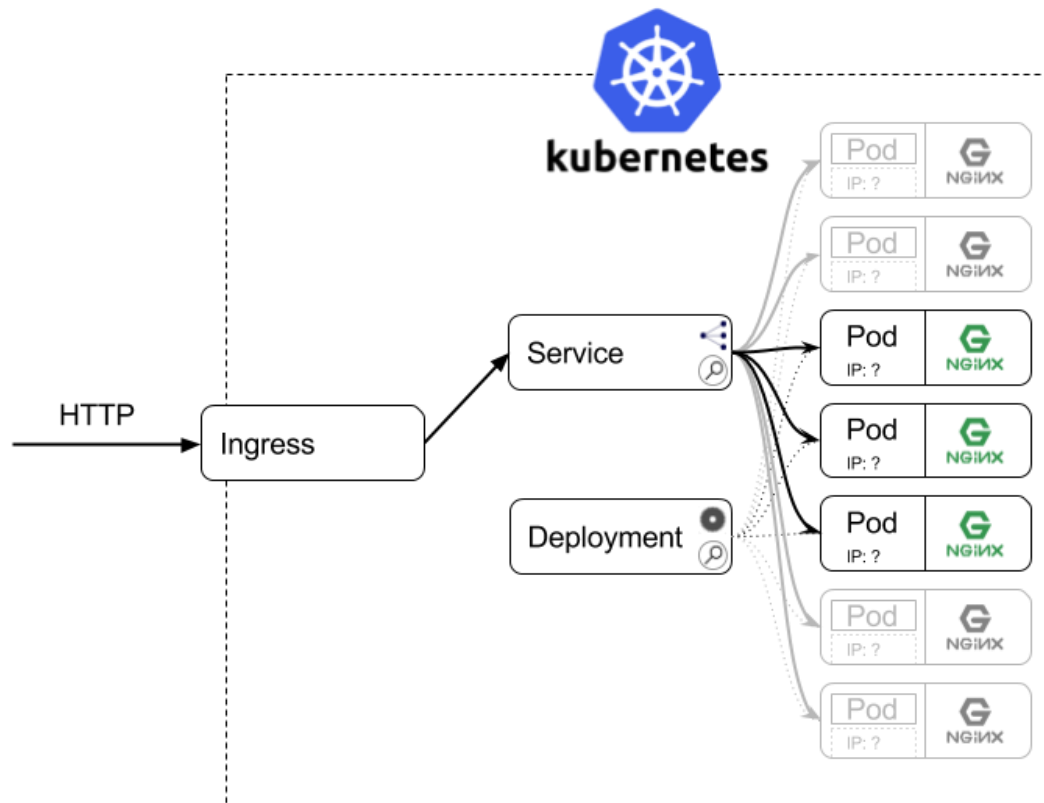 kubernetes
Pod
IP: ?
NGiNX
Pod
IP: ?
NGiNX
Service
Pod
IP: ?
NGiNX
HTTP
Ingress
Pod
IP: ?
NGiNX
Deployment
Pod
IP: ?
NGiNX
Pod
IP: ?
NGiNX
Pod
IP: ?
NGiNX